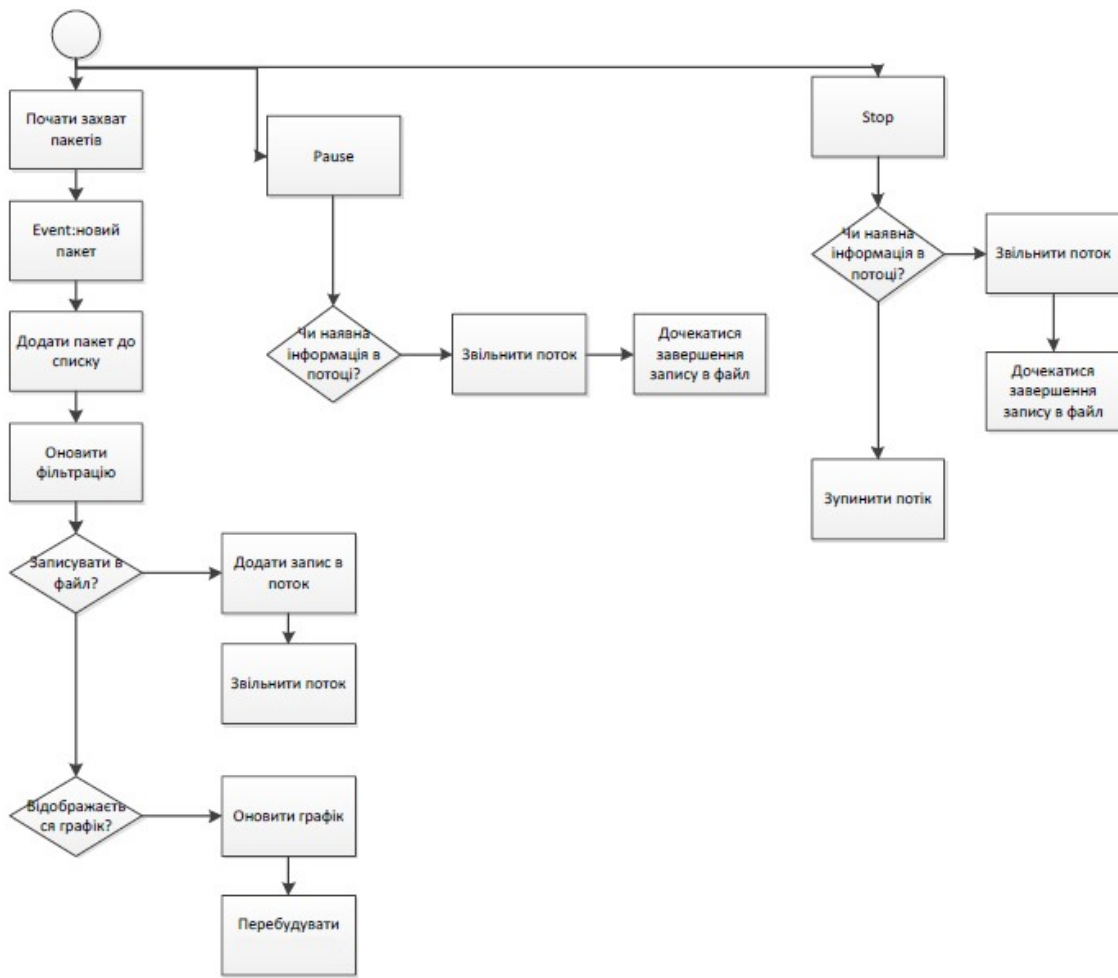 Почати захват
пакетів
Event:новий
пакет
Додати пакет до
списку
Оновити
фільтрацію
Записувати в
файл?
Додати запис в
поток
Звільнити поток
Відображаєть
ся графік?
Оновити графік
Перебудувати
Pause
Чи наявна
інформація в
потоці?
Звільнити поток
Дочекатися
завершення
запису в файл
Stop
Чи наявна
інформація в
потоці?
Звільнити поток
Дочекатися
завершення
запису в файл
Зупинити потік